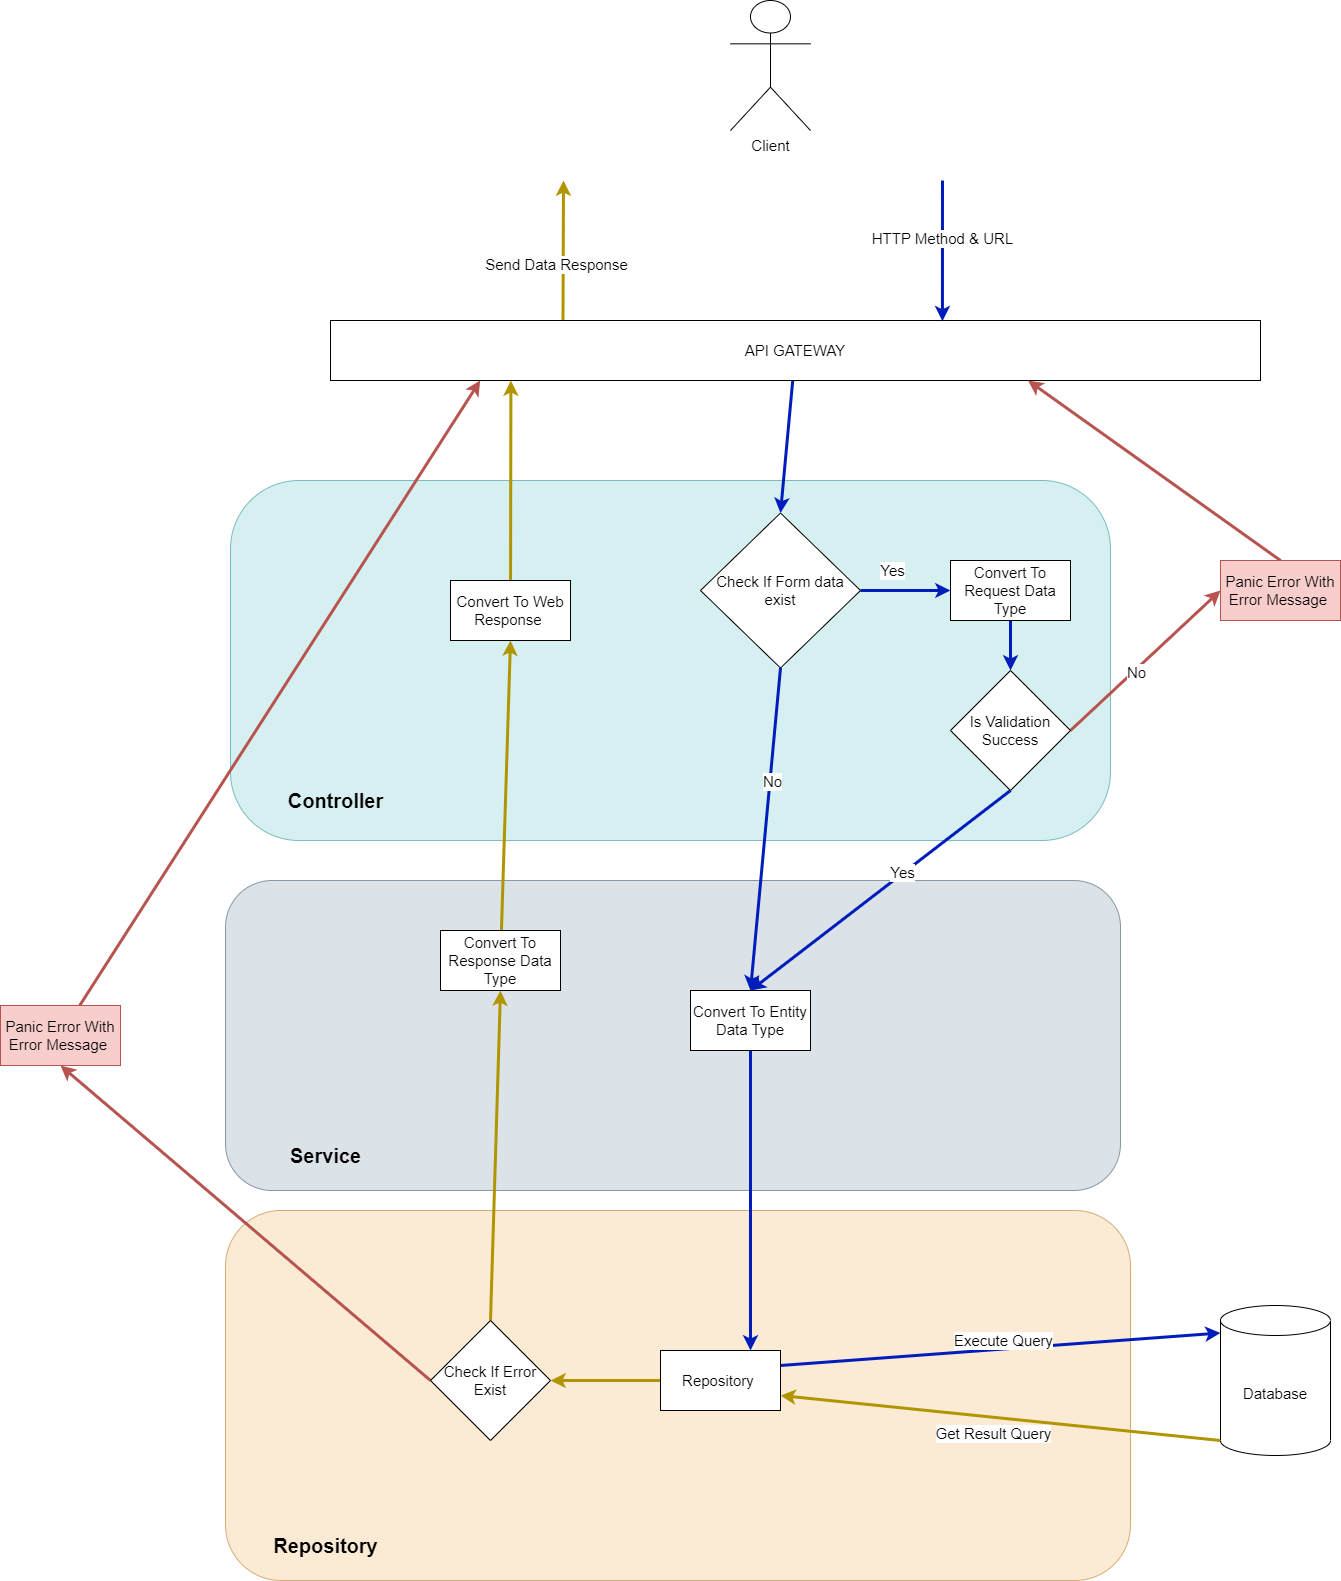 Client
HTTP Method & URL
Send Data Response
API GATEWAY
Check If Form data
exist
Yes
Convert To
Request Data
Type
Panic Error With
Error Message
Convert To Web
Response
No
Is Validation
Success
No
Controller
Yes
Convert To
Response Data
Type
Convert To Entity
Data Type
Panic Error With
Error Message
Service
Execute Query
Check If Error
Exist
Repository
Database
Get Result Query
Repository